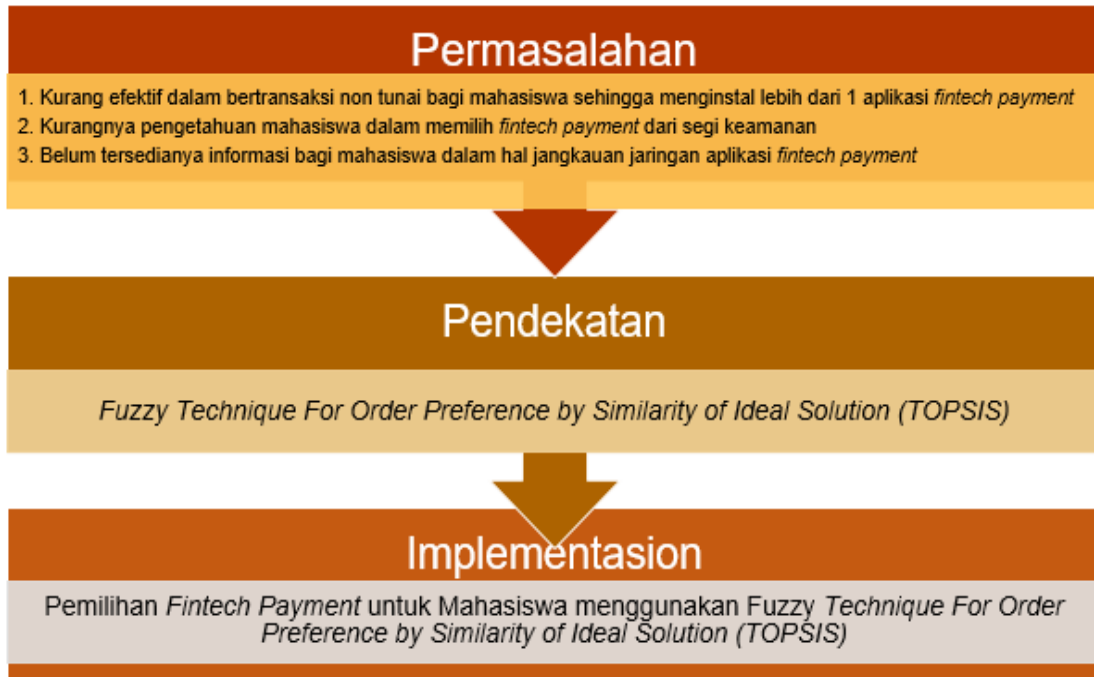 Permasalahan
1. Kurang efektif dalam bertransaksi non tunai bagi mahasiswa sehingga menginstal lebih dari 1 aplikasi fintech payment
2. Kurangnya pengetahuan mahasiswa dalam memilih fintech payment dari segi keamanan
3. Belum tersedianya informasi bagi mahasiswa dalam hal jangkauan jaringan aplikasi fintech payment
Pendekatan
Fuzzy Technique For Order Preference by Similarity of Ideal Solution (TOPSIS)
Implementasion
Pemilihan Fintech Payment untuk Mahasiswa menggunakan Fuzzy Technique For Order
Preference by Similarity of Ideal Solution (TOPSIS)